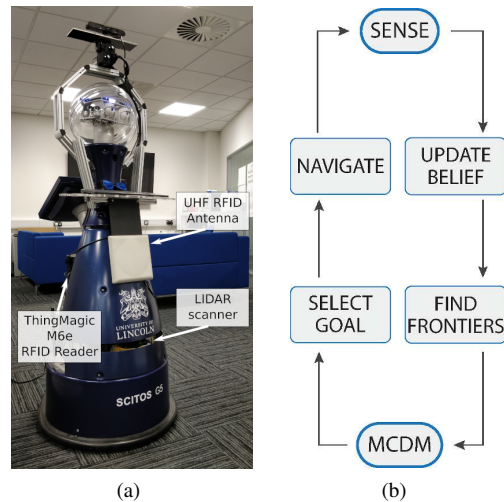 UHF RFID
Antenna
LIDAR
scanner
ThingMagic
M6e
RFID Reader
UNIVERSITY OF
LINCOLN
SCITOS G5
(a)
SENSE
NAVIGATE
UPDATE
BELIEF
SELECT
GOAL
FIND
FRONTIERS
MCDM
(b)